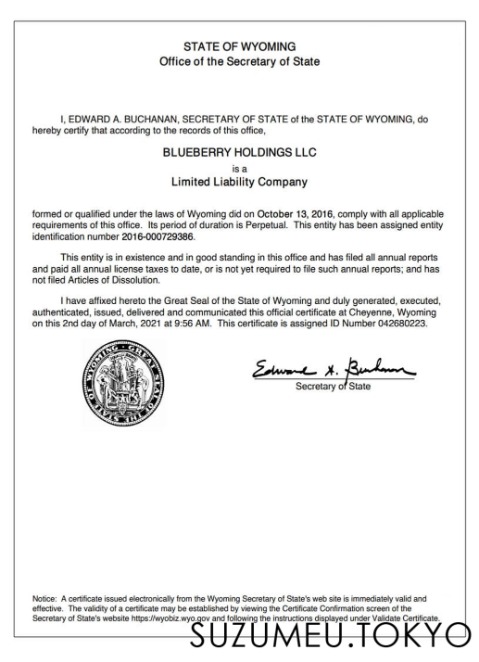 STATE OF WYOMING
Office of the Secretary of State
I, EDWARD A. BUCHANAN, SECRETARY OF STATE of the STATE OF WYOMING, do
hereby certify that according to the records of this office,
BLUEBERRY HOLDINGS LLC
is a
Limited Liability Company
formed or qualified under the laws of Wyoming did on October 13, 2016, comply with all applicable
requirements of this office. Its period of duration is Perpetual. This entity has been assigned entity
identification number 2016-000729386.
This entity is in existence and in good standing in this office and has filed all annual reports
and paid all annual license taxes to date, or is not yet required to file such annual reports; and has
not filed Articles of Dissolution.
I have affixed hereto the Great Seal of the State of Wyoming and duly generated, executed,
authenticated, issued, delivered and communicated this official certificate at Cheyenne, Wyoming
on this 2nd day of March, 2021 at 9:56 AM. This certificate is assigned ID Number 042680223.
GREAT SEAL OF THE STATE OF WYOMING
Edward A. Buchanan
Secretary of State
Notice: A certificate issued electronically from the Wyoming Secretary of State's web site is immediately valid and
effective. The validity of a certificate may be established by viewing the Certificate Confirmation screen of the
Secretary of State's website https://wyobiz.wyo.gov and following the instructions displayed under Validate Certificate.
SUZUMEU.TOKYO